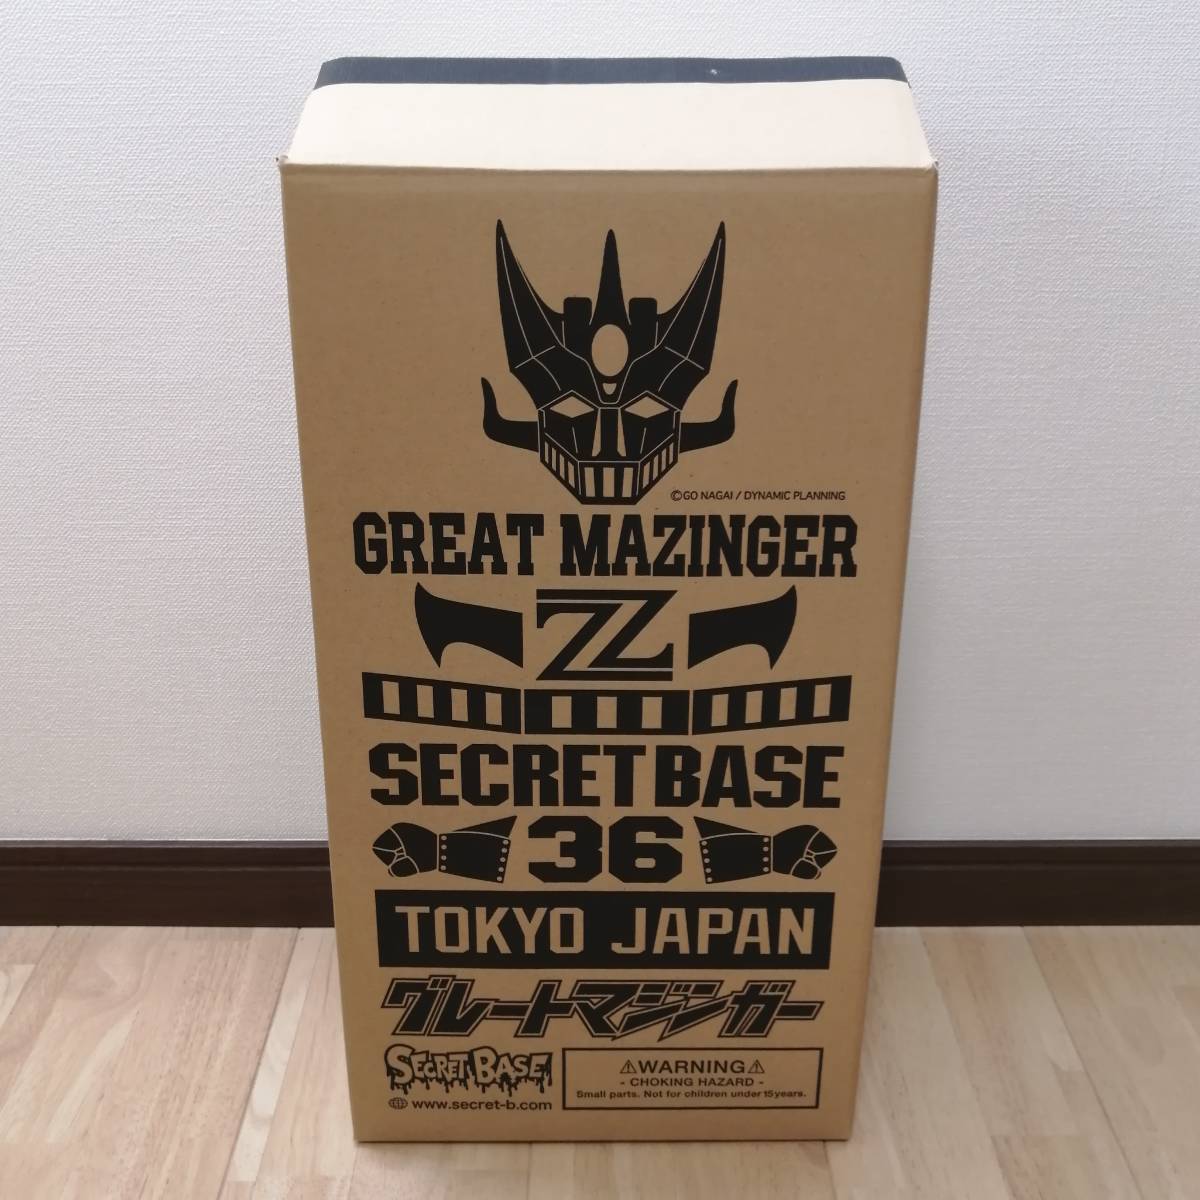 ©GO NAGAI / DYNAMIC PLANNING
GREAT MAZINGER
Z
SECRET BASE
36
TOKYO JAPAN
グレートマジンガー
SECRET BASE
www.secret-b.com
⚠WARNING⚠
- CHOKING HAZARD -
Small parts. Not for children under 15years.